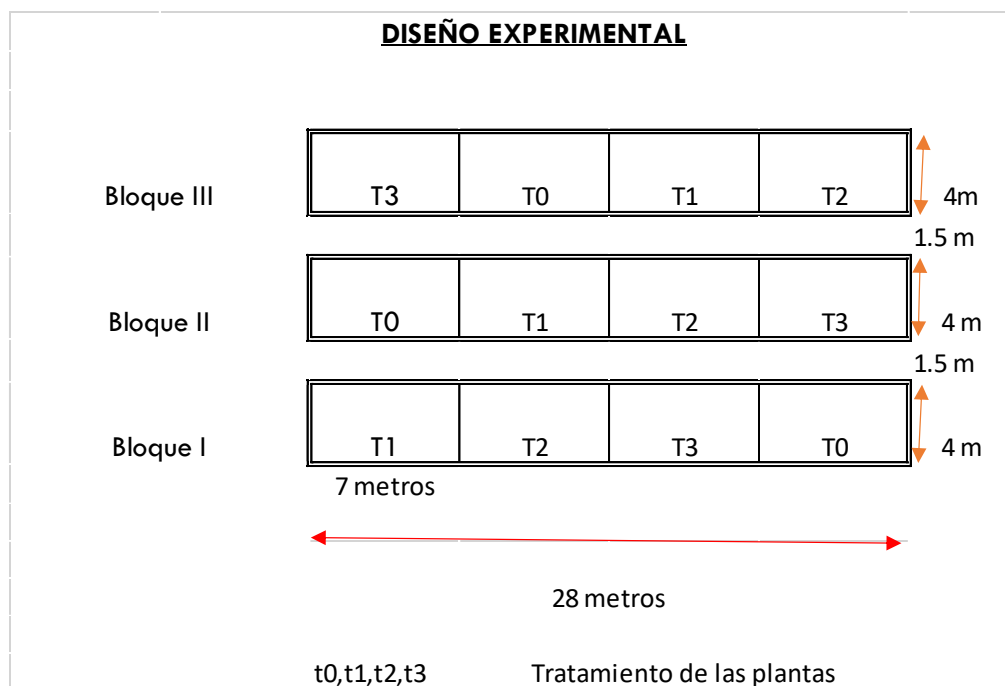 DISEÑO EXPERIMENTAL
Bloque III T3 T0 T1 T2 4m
1.5 m
Bloque II T0 T1 T2 T3 4 m
1.5 m
Bloque I T1 T2 T3 T0 4 m
7 metros
28 metros
t0,t1,t2,t3 Tratamiento de las plantas